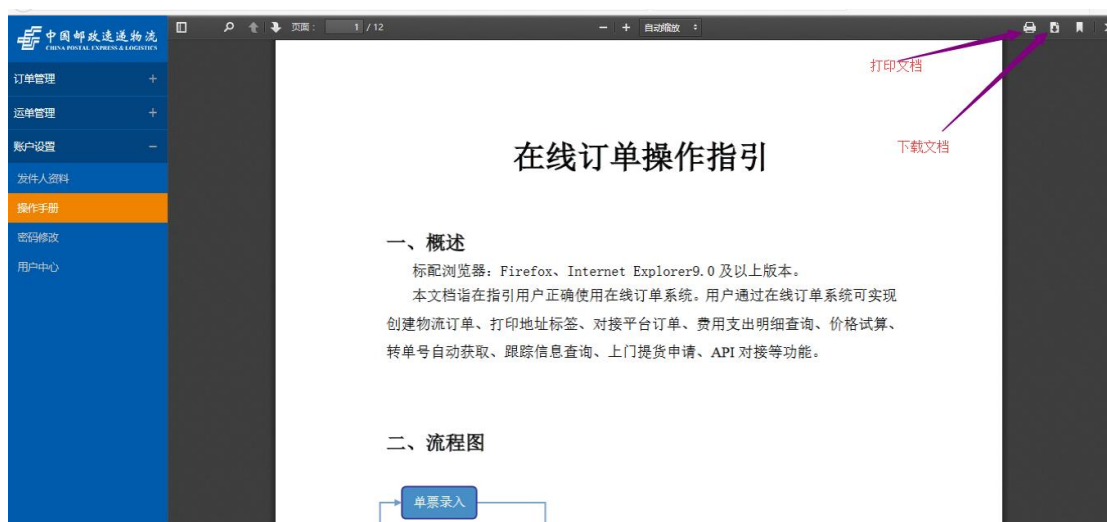 中国邮政速递物流
CHINA POSTAL EXPRESS & LOGISTICS
订单管理 +
运单管理 +
账户设置 −
发件人资料
操作手册
密码修改
用户中心
页面： 1 / 12
− + 自动缩放
打印文档
下载文档
在线订单操作指引
一、概述
标配浏览器：Firefox、Internet Explorer9.0 及以上版本。
本文档诣在指引用户正确使用在线订单系统。用户通过在线订单系统可实现
创建物流订单、打印地址标签、对接平台订单、费用支出明细查询、价格试算、
转单号自动获取、跟踪信息查询、上门提货申请、API 对接等功能。
二、流程图
单票录入